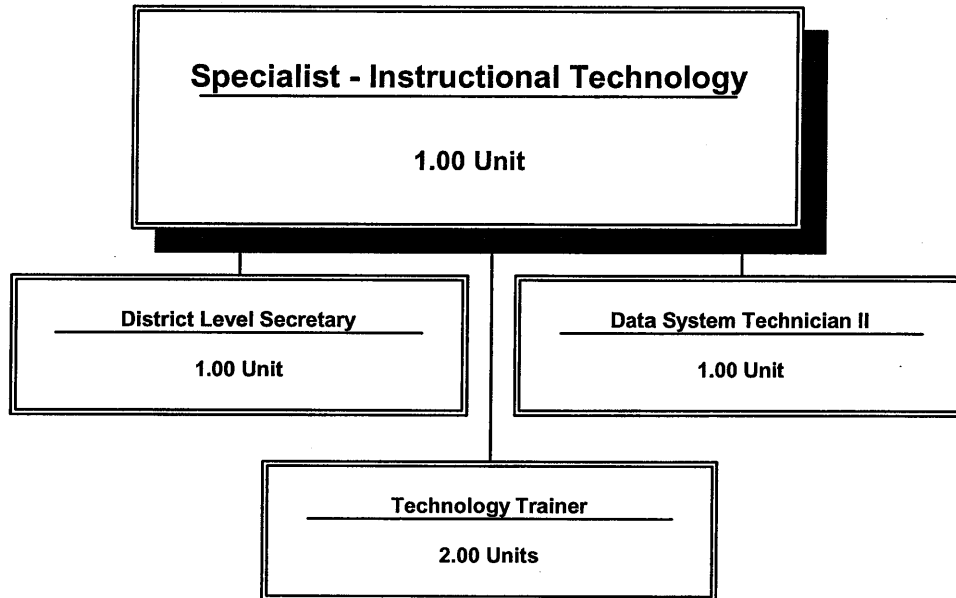 Specialist - Instructional Technology
1.00 Unit
District Level Secretary
1.00 Unit
Data System Technician II
1.00 Unit
Technology Trainer
2.00 Units